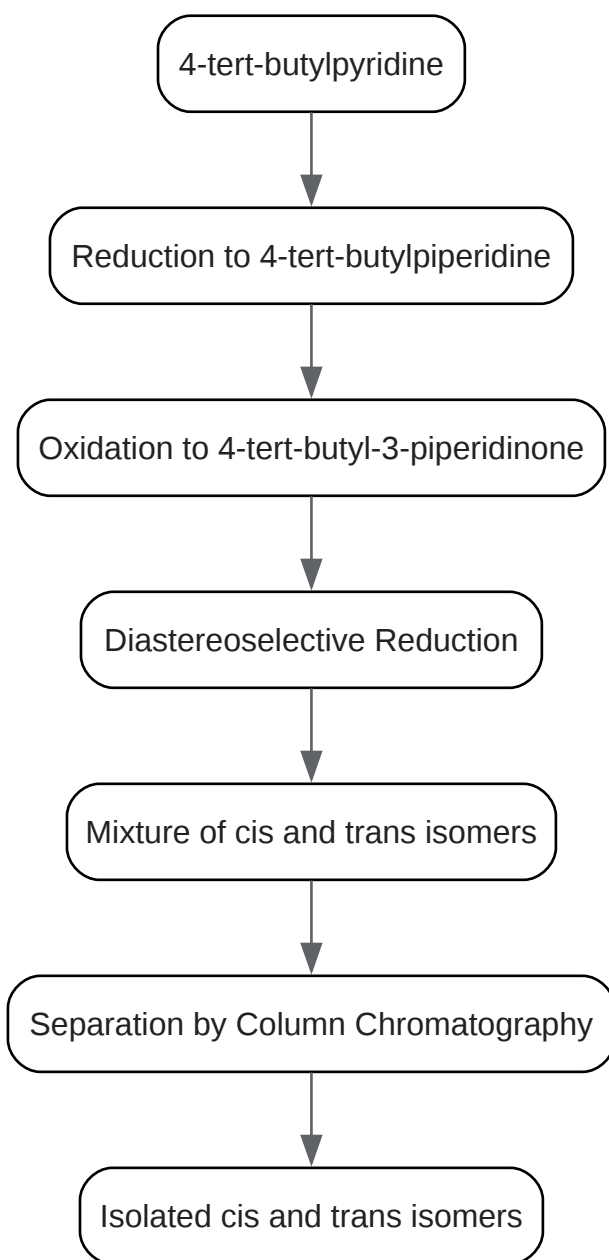 4-tert-butylpyridine
Reduction to 4-tert-butylpiperidine
Oxidation to 4-tert-butyl-3-piperidinone
Diastereoselective Reduction
Mixture of cis and trans isomers
Separation by Column Chromatography
Isolated cis and trans isomers